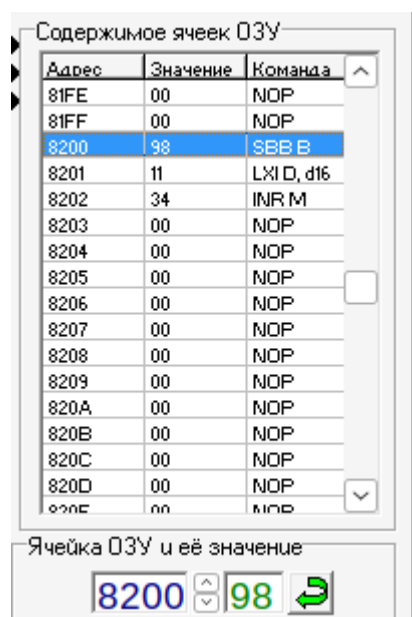 Содержимое ячеек ОЗУ
Адрес Значение Команда
81FE 00 NOP
81FF 00 NOP
8200 98 SBB B
8201 11 LXI D, d16
8202 34 INR M
8203 00 NOP
8204 00 NOP
8205 00 NOP
8206 00 NOP
8207 00 NOP
8208 00 NOP
8209 00 NOP
820A 00 NOP
820B 00 NOP
820C 00 NOP
820D 00 NOP
820E 00 NOP
Ячейка ОЗУ и её значение
8200 98